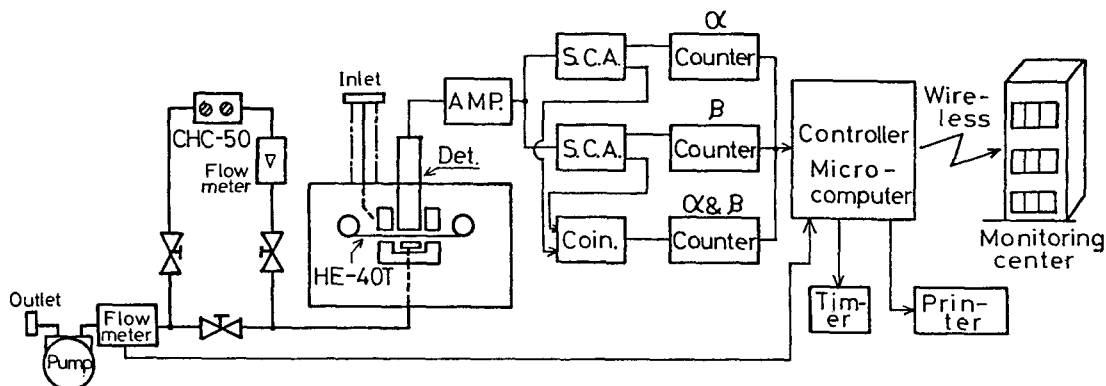 α
S.C.A.
Counter
Inlet
AMP.
Wire-
less
CHC-50
Flow
meter
Det.
β
S.C.A.
Counter
Controller
Micro-
computer
α&β
Coin.
Counter
HE-40T
Monitoring
center
Outlet
Flow
meter
Pump
Tim-
er
Prin-
ter